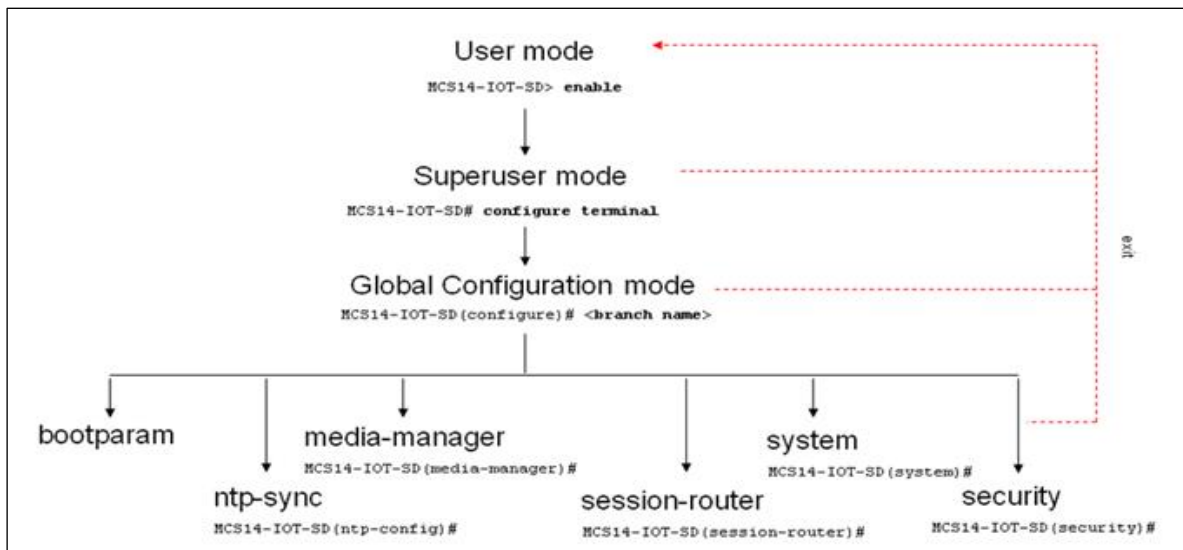 User mode
MCS14-IOT-SD> enable
Superuser mode
MCS14-IOT-SD# configure terminal
exit
Global Configuration mode
MCS14-IOT-SD(configure)# <branch name>
bootparam
media-manager
MCS14-IOT-SD(media-manager)#
system
MCS14-IOT-SD(system)#
ntp-sync
MCS14-IOT-SD(ntp-config)#
session-router
MCS14-IOT-SD(session-router)#
security
MCS14-IOT-SD(security)#